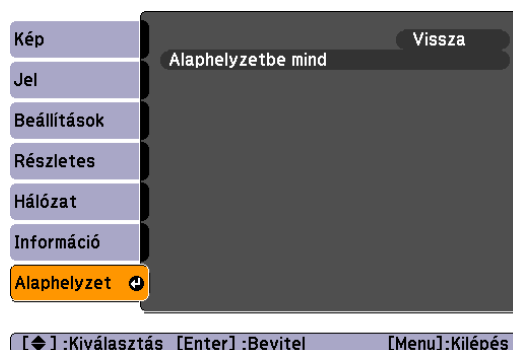 Kép
Jel
Beállítások
Részletes
Hálózat
Információ
Alaphelyzet
Vissza
Alaphelyzetbe mind
[ ] :Kiválasztás [Enter] :Bevitel [Menu]:Kilépés